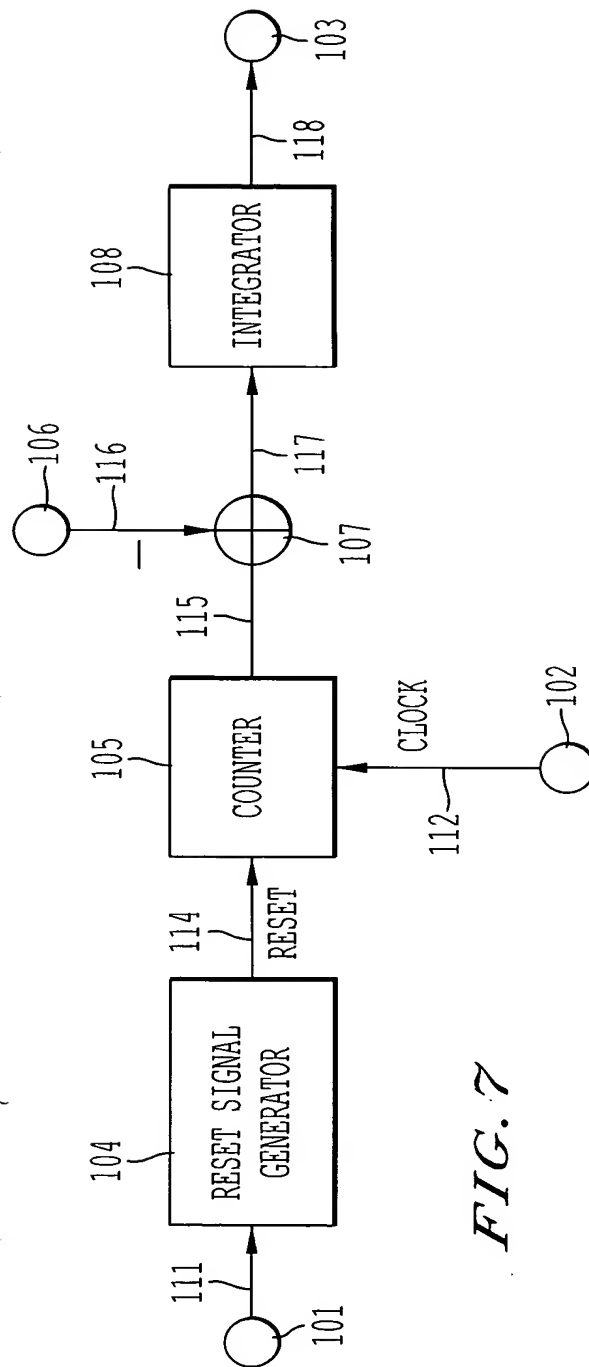 101
111
104
RESET SIGNAL
GENERATOR
114
RESET
105
COUNTER
CLOCK
112
102
115
106
116
—
107
117
108
INTEGRATOR
118
103
FIG. 7